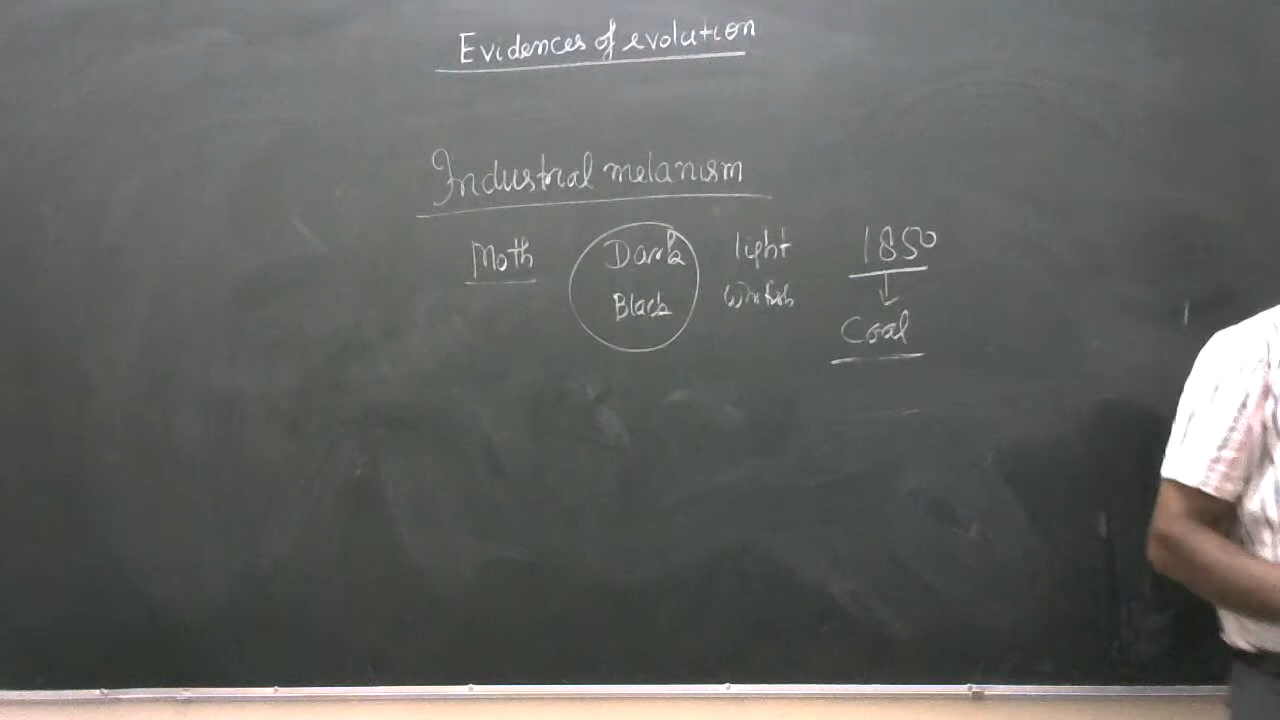 Evidences of evolution
Industrial melanism
Moth Dark light 1850
Black Whitish
Coal